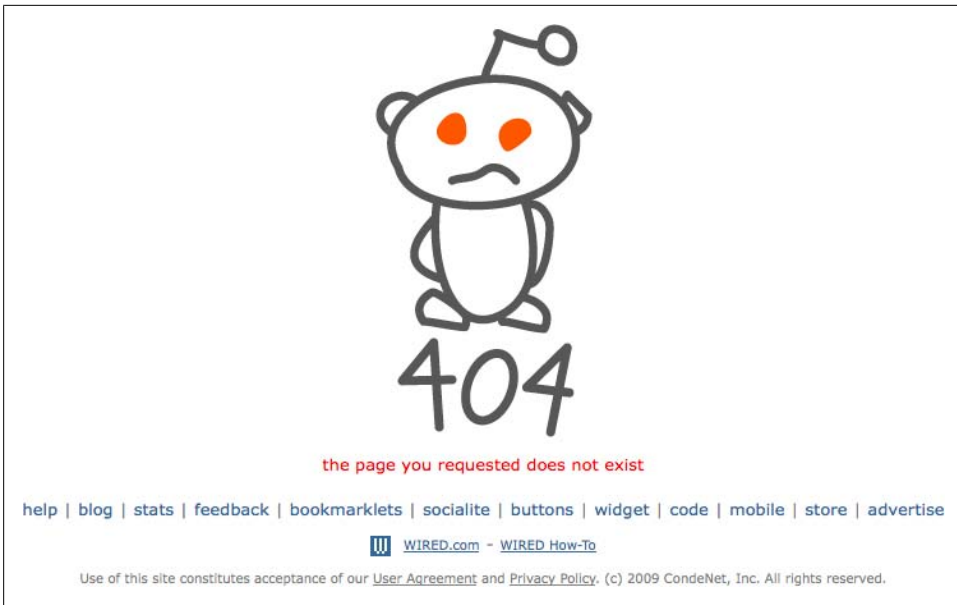 404
the page you requested does not exist
help | blog | stats | feedback | bookmarklets | socialite | buttons | widget | code | mobile | store | advertise
WIRED.com - WIRED How-To
Use of this site constitutes acceptance of our User Agreement and Privacy Policy. (c) 2009 CondeNet, Inc. All rights reserved.